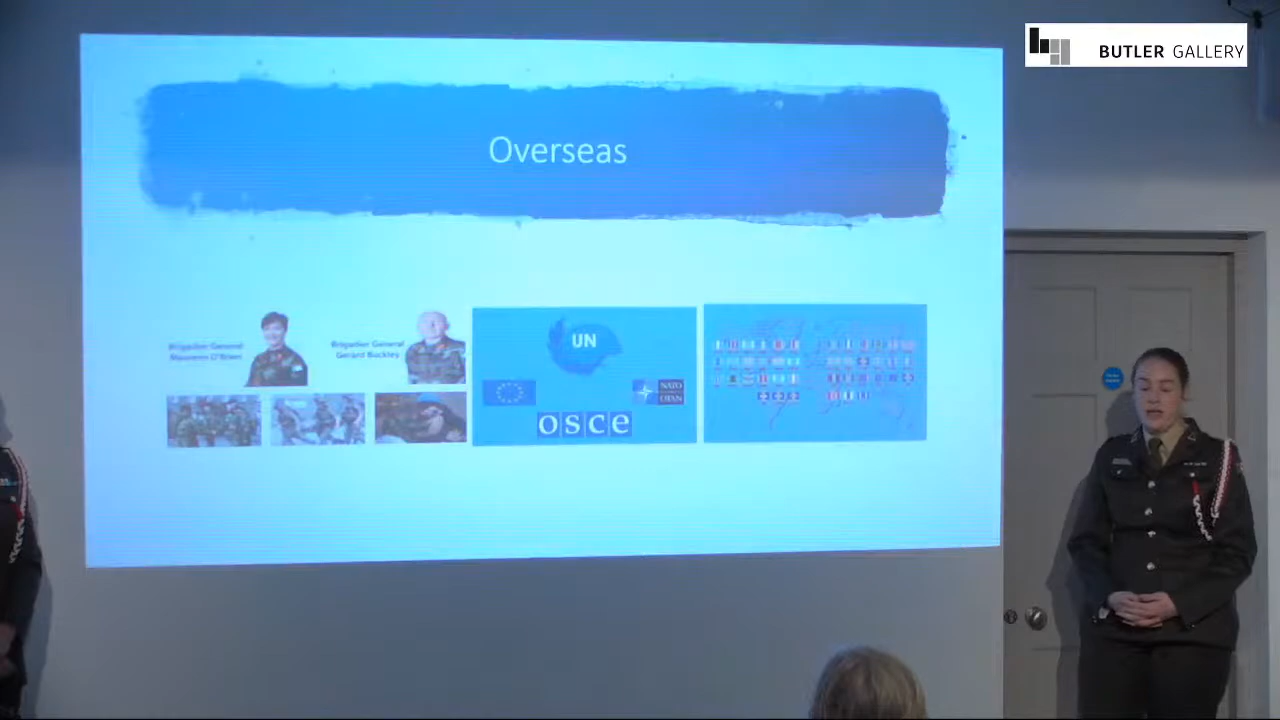 BUTLER GALLERY
Overseas
Brigadier General
Maureen O'Brien
Brigadier General
Gerard Buckley
UN
NATO
OTAN
OSCE